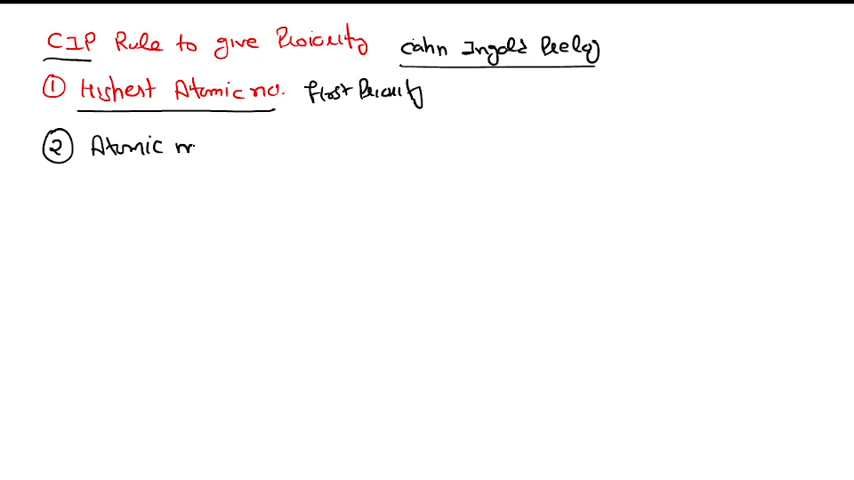 CIP Rule to give Priority Cahn Ingold Prelog
① Highest Atomic no. first Priority
② Atomic n